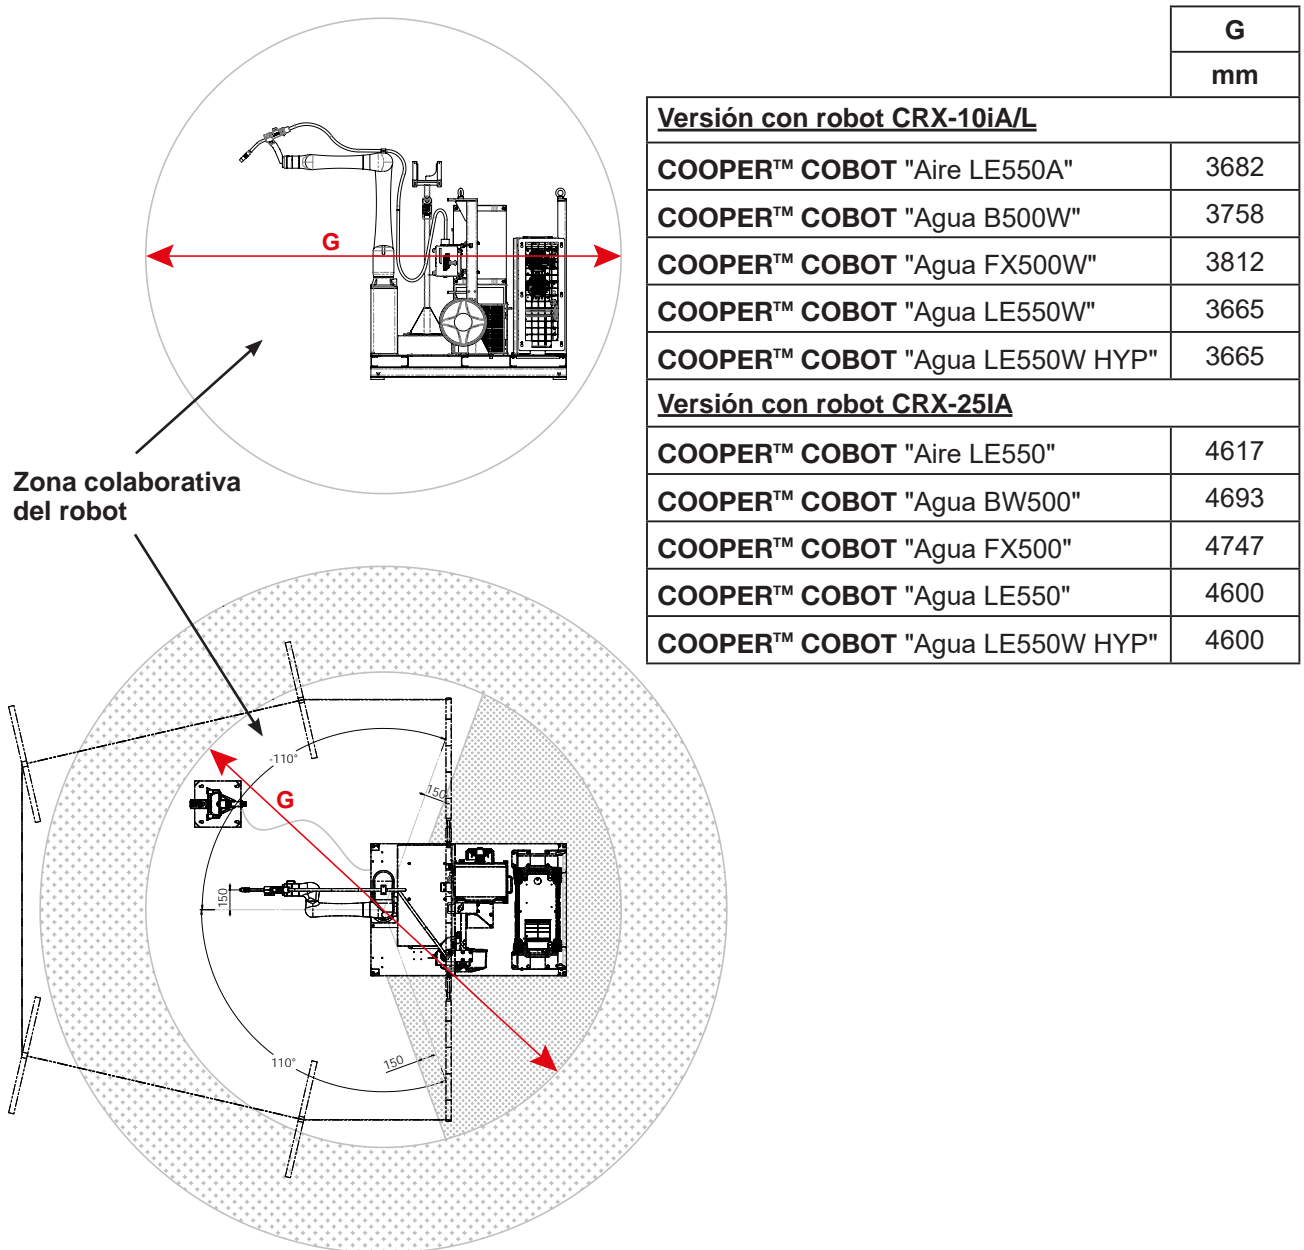 G
mm
Versión con robot CRX-10iA/L
COOPER™ COBOT "Aire LE550A" 3682
COOPER™ COBOT "Agua B500W" 3758
COOPER™ COBOT "Agua FX500W" 3812
COOPER™ COBOT "Agua LE550W" 3665
COOPER™ COBOT "Agua LE550W HYP" 3665
Versión con robot CRX-25IA
COOPER™ COBOT "Aire LE550" 4617
COOPER™ COBOT "Agua BW500" 4693
COOPER™ COBOT "Agua FX500" 4747
COOPER™ COBOT "Agua LE550" 4600
COOPER™ COBOT "Agua LE550W HYP" 4600
G
Zona colaborativa
del robot
-110°
150
G
150
150
110°